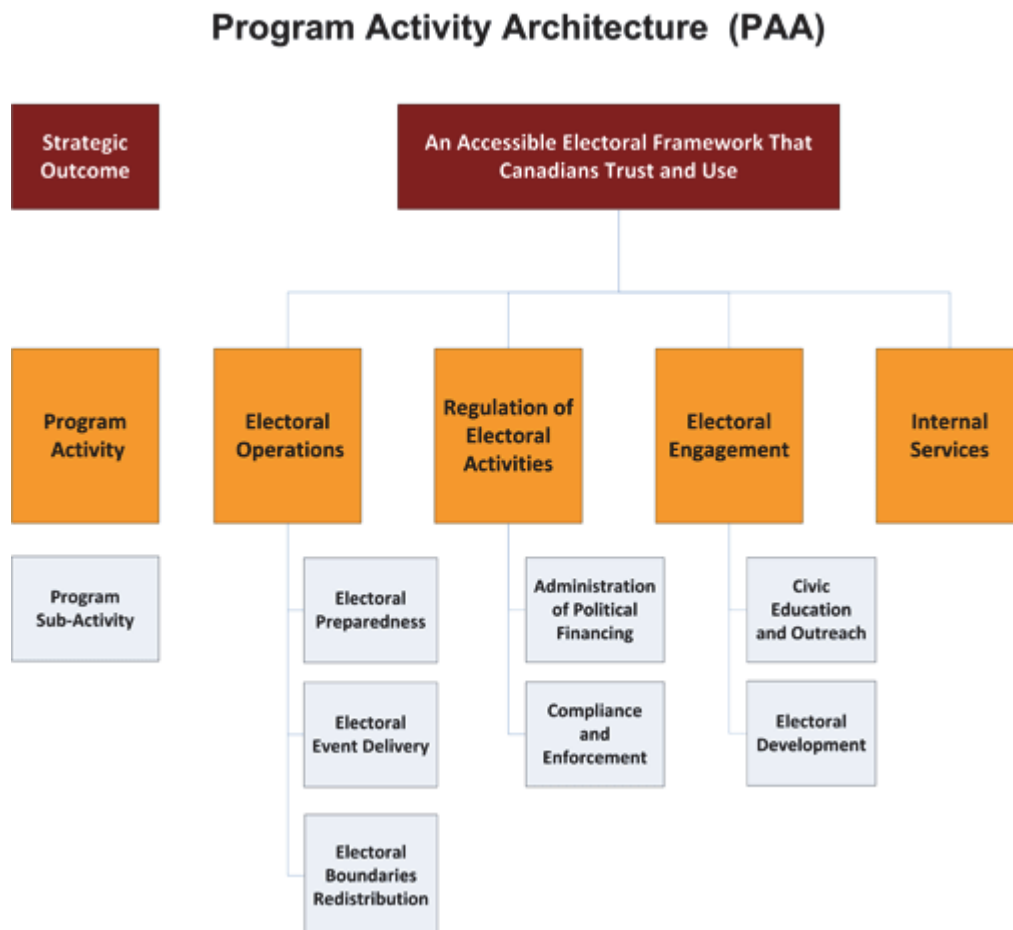 Program Activity Architecture (PAA)
Strategic
Outcome
An Accessible Electoral Framework That
Canadians Trust and Use
Program
Activity
Electoral
Operations
Regulation of
Electoral
Activities
Electoral
Engagement
Internal
Services
Program
Sub-Activity
Electoral
Preparedness
Administration
of Political
Financing
Civic
Education
and Outreach
Electoral
Event Delivery
Compliance
and
Enforcement
Electoral
Development
Electoral
Boundaries
Redistribution